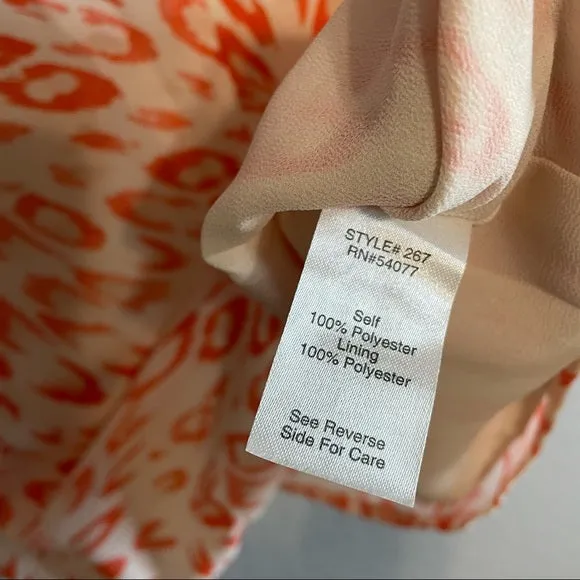 STYLE# 267
RN#54077
Self
100% Polyester
Lining
100% Polyester
See Reverse
Side For Care